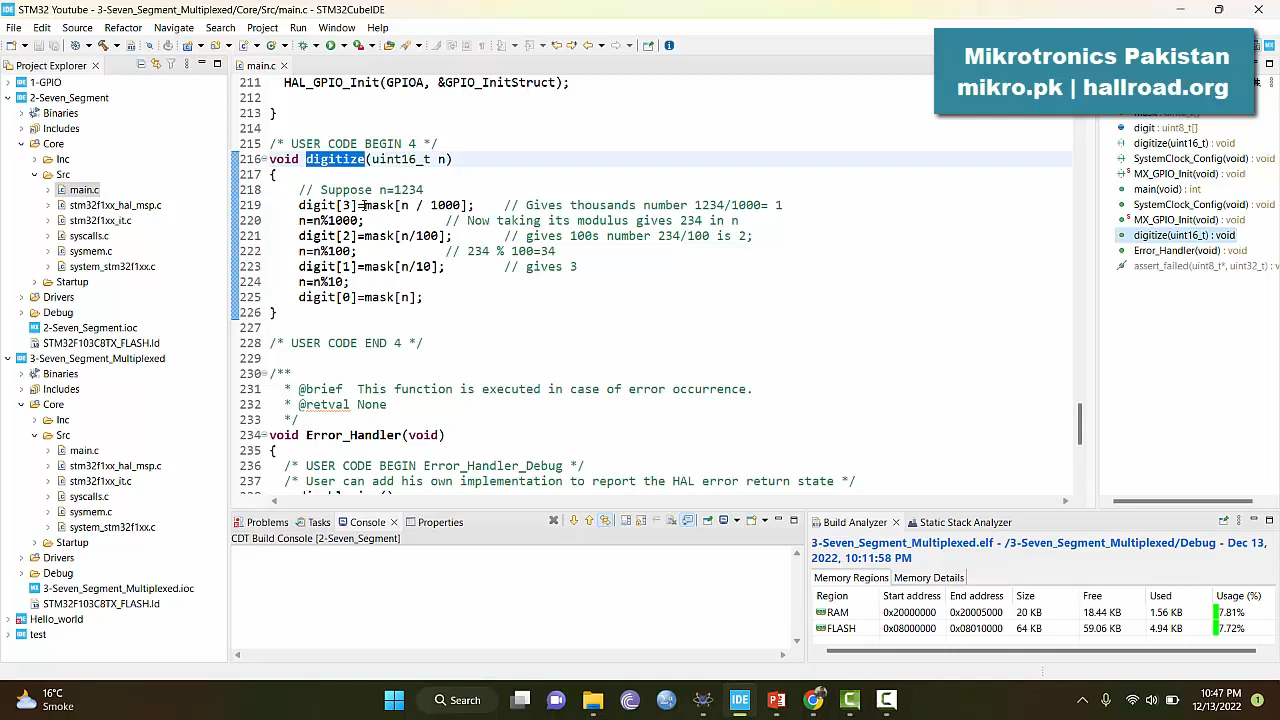 STM32 Youtube - 3-Seven_Segment_Multiplexed/Core/Src/main.c - STM32CubeIDE
File Edit Source Refactor Navigate Search Project Run Window Help
Mikrotronics Pakistan
mikro.pk | hallroad.org
Project Explorer
1-GPIO
2-Seven_Segment
Binaries
Includes
Core
Inc
Src
main.c
stm32f1xx_hal_msp.c
stm32f1xx_it.c
syscalls.c
sysmem.c
system_stm32f1xx.c
Startup
Drivers
Debug
2-Seven_Segment.ioc
STM32F103C8TX_FLASH.ld
3-Seven_Segment_Multiplexed
Binaries
Includes
Core
Inc
Src
main.c
stm32f1xx_hal_msp.c
stm32f1xx_it.c
syscalls.c
sysmem.c
system_stm32f1xx.c
Startup
Drivers
Debug
3-Seven_Segment_Multiplexed.ioc
STM32F103C8TX_FLASH.ld
Hello_world
test
main.c
211 HAL_GPIO_Init(GPIOA, &GPIO_InitStruct);
212
213 }
214
215 /* USER CODE BEGIN 4 */
216 void digitize(uint16_t n)
217 {
218 // Suppose n=1234
219 digit[3]=mask[n / 1000]; // Gives thousands number 1234/1000= 1
220 n=n%1000; // Now taking its modulus gives 234 in n
221 digit[2]=mask[n/100]; // gives 100s number 234/100 is 2;
222 n=n%100; // 234 % 100=34
223 digit[1]=mask[n/10]; // gives 3
224 n=n%10;
225 digit[0]=mask[n];
226 }
227
228 /* USER CODE END 4 */
229
230 /**
231 * @brief This function is executed in case of error occurrence.
232 * @retval None
233 */
234 void Error_Handler(void)
235 {
236 /* USER CODE BEGIN Error_Handler_Debug */
237 /* User can add his own implementation to report the HAL error return state */
digit : uint8_t[]
digitize(uint16_t) : void
SystemClock_Config(void) : void
MX_GPIO_Init(void) : void
main(void) : int
SystemClock_Config(void) : void
MX_GPIO_Init(void) : void
digitize(uint16_t) : void
Error_Handler(void) : void
assert_failed(uint8_t*, uint32_t) : void
Problems Tasks Console Properties
CDT Build Console [2-Seven_Segment]
Build Analyzer Static Stack Analyzer
3-Seven_Segment_Multiplexed.elf - /3-Seven_Segment_Multiplexed/Debug - Dec 13,
2022, 10:11:58 PM
Memory Regions Memory Details
Region Start address End address Size Free Used Usage (%)
RAM 0x20000000 0x20005000 20 KB 18.44 KB 1.56 KB 7.81%
FLASH 0x08000000 0x08010000 64 KB 59.06 KB 4.94 KB 7.72%
16°C
Smoke
Search
10:47 PM
12/13/2022